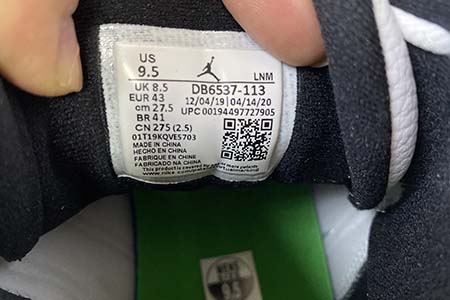 US
9.5
LNM
UK 8.5
DB6537-113
EUR 43
12/04/19 04/14/20
cm 27.5
UPC 00194497727905
BR 41
CN 275 (2.5)
01T19KQVE5703
MADE IN CHINA
HECHO EN CHINA
FABRIQUE EN CHINE
FABRICADO NA CHINA
9.5